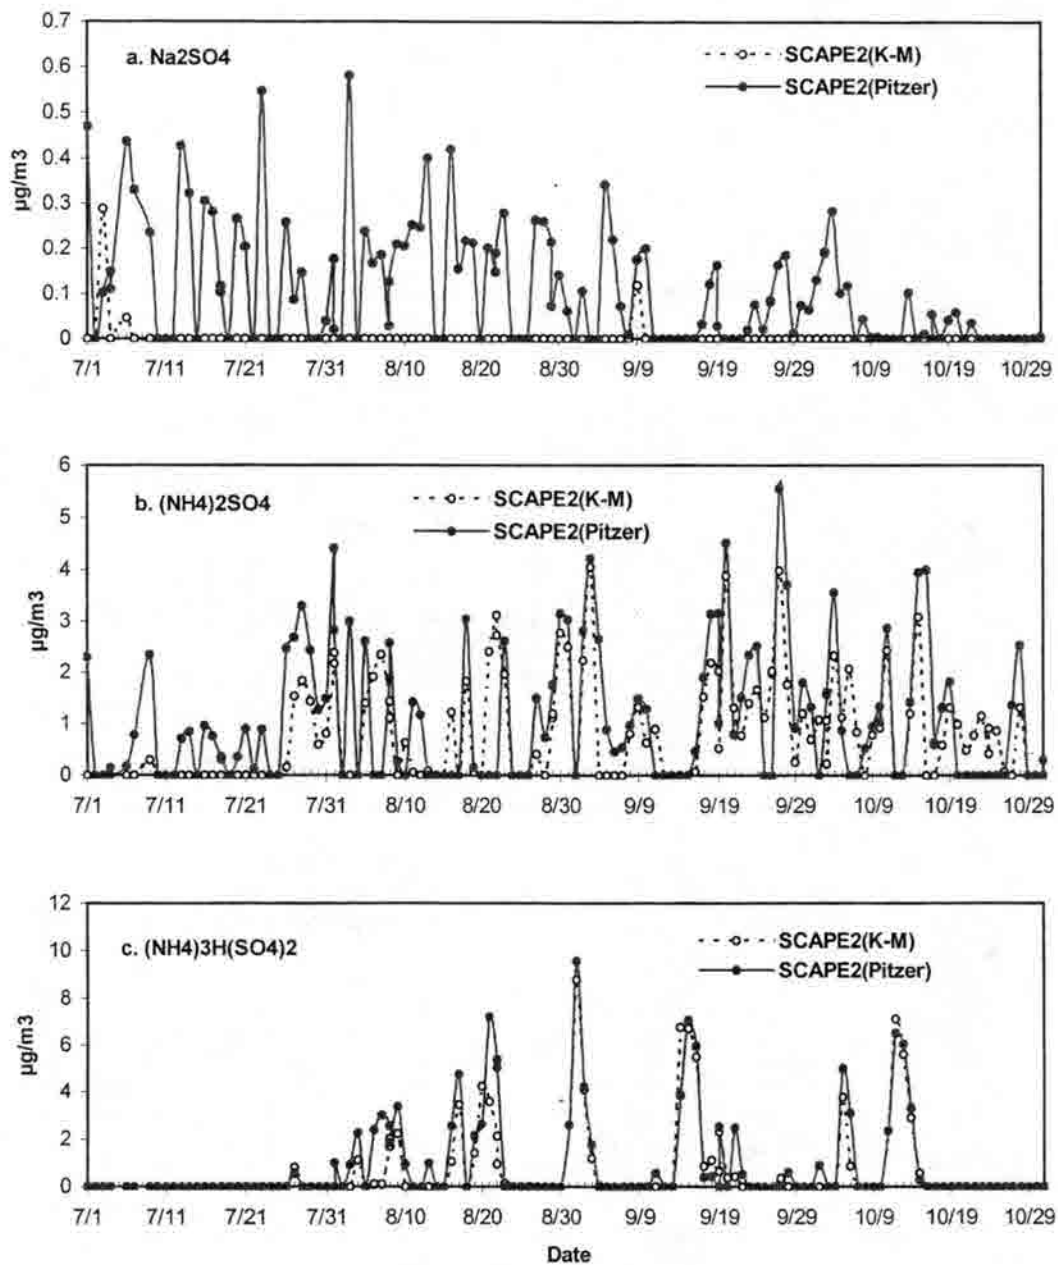 0.7
a. Na2SO4
SCAPE2(K-M)
0.6
SCAPE2(Pitzer)
0.5
0.4
µg/m3
0.3
0.2
0.1
0
7/1 7/11 7/21 7/31 8/10 8/20 8/30 9/9 9/19 9/29 10/9 10/19 10/29
6
b. (NH4)2SO4
SCAPE2(K-M)
5
SCAPE2(Pitzer)
4
µg/m3
3
2
1
0
7/1 7/11 7/21 7/31 8/10 8/20 8/30 9/9 9/19 9/29 10/9 10/19 10/29
12
c. (NH4)3H(SO4)2
SCAPE2(K-M)
10
SCAPE2(Pitzer)
8
µg/m3
6
4
2
0
7/1 7/11 7/21 7/31 8/10 8/20 8/30 9/9 9/19 9/29 10/9 10/19 10/29
Date